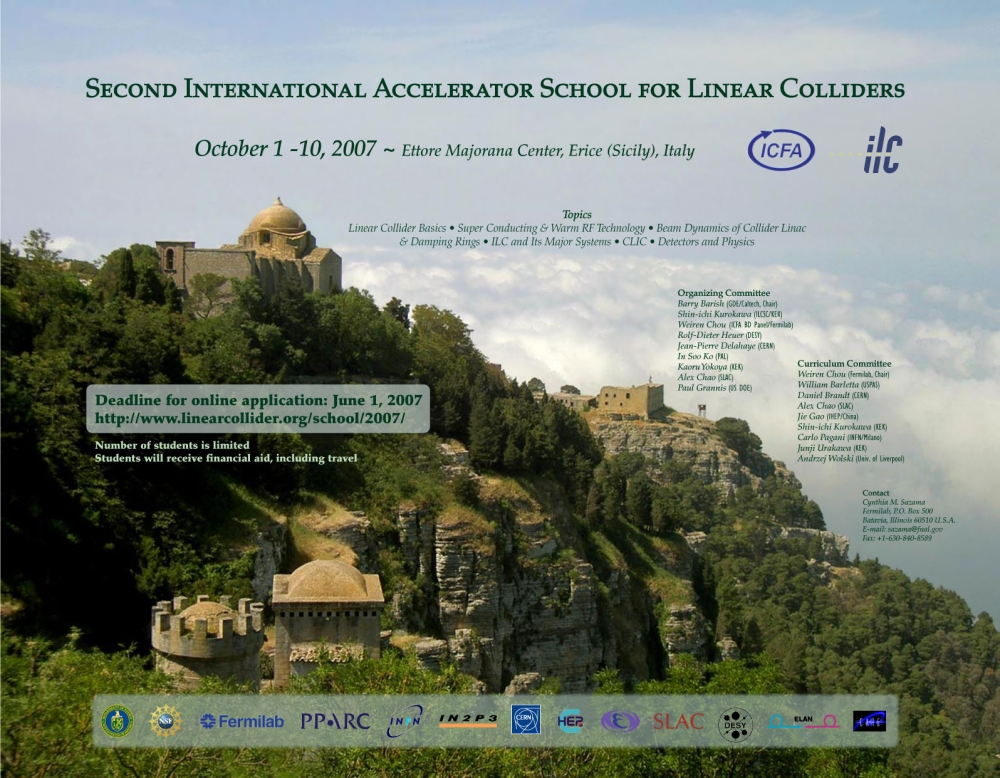 Second International Accelerator School for Linear Colliders
October 1 -10, 2007 ~ Ettore Majorana Center, Erice (Sicily), Italy
ICFA
ilc
Topics
Linear Collider Basics • Super Conducting & Warm RF Technology • Beam Dynamics of Collider Linac
& Damping Rings • ILC and Its Major Systems • CLIC • Detectors and Physics
Organizing Committee
Barry Barish (GDE/Caltech, Chair)
Shin-ichi Kurokawa (ILCSC/KEK)
Weiren Chou (ICFA BD Panel/Fermilab)
Rolf-Dieter Heuer (DESY)
Jean-Pierre Delahaye (CERN)
In Soo Ko (PAL)
Kaoru Yokoya (KEK)
Alex Chao (SLAC)
Paul Grannis (US DOE)
Curriculum Committee
Weiren Chou (Fermilab, Chair)
William Barletta (USPAS)
Daniel Brandt (CERN)
Alex Chao (SLAC)
Jie Gao (IHEP/China)
Shin-ichi Kurokawa (KEK)
Carlo Pagani (INFN/Milano)
Junji Urakawa (KEK)
Andrzej Wolski (Univ. of Liverpool)
Deadline for online application: June 1, 2007
http://www.linearcollider.org/school/2007/
Number of students is limited
Students will receive financial aid, including travel
Contact
Cynthia M. Sazama
Fermilab, P.O. Box 500
Batavia, Illinois 60510 U.S.A.
E-mail: sazama@fnal.gov
Fax: +1-630-840-8589
NSF
Fermilab
PPARC
INFN
IN2P3
CERN
SLAC
DESY
ELAN